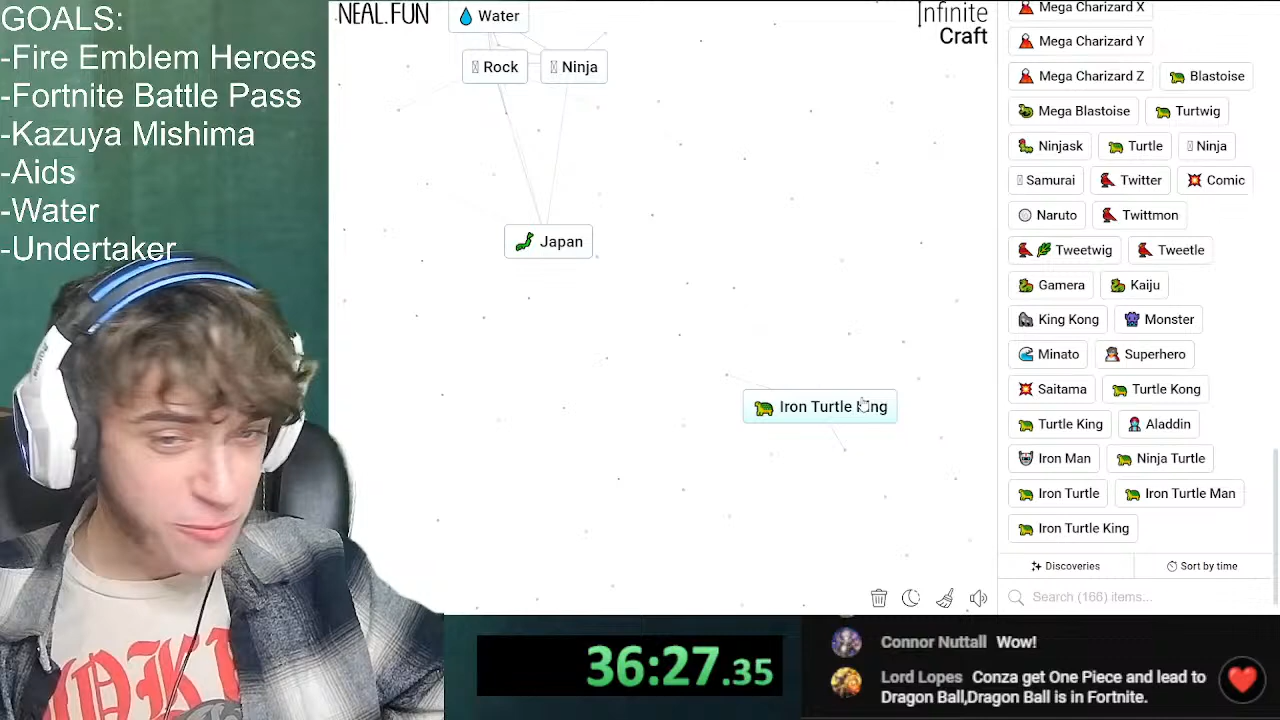 GOALS:
-Fire Emblem Heroes
-Fortnite Battle Pass
-Kazuya Mishima
-Aids
-Water
-Undertaker
NEAL.FUN
Water
Rock
Ninja
Japan
Iron Turtle King
Infinite
Craft
Mega Charizard X
Mega Charizard Y
Mega Charizard Z
Blastoise
Mega Blastoise
Turtwig
Ninjask
Turtle
Ninja
Samurai
Twitter
Comic
Naruto
Twittmon
Tweetwig
Tweetle
Gamera
Kaiju
King Kong
Monster
Minato
Superhero
Saitama
Turtle Kong
Turtle King
Aladdin
Iron Man
Ninja Turtle
Iron Turtle
Iron Turtle Man
Iron Turtle King
Discoveries
Sort by time
Search (166) items...
36:27.35
Connor Nuttall Wow!
Lord Lopes Conza get One Piece and lead to
Dragon Ball,Dragon Ball is in Fortnite.